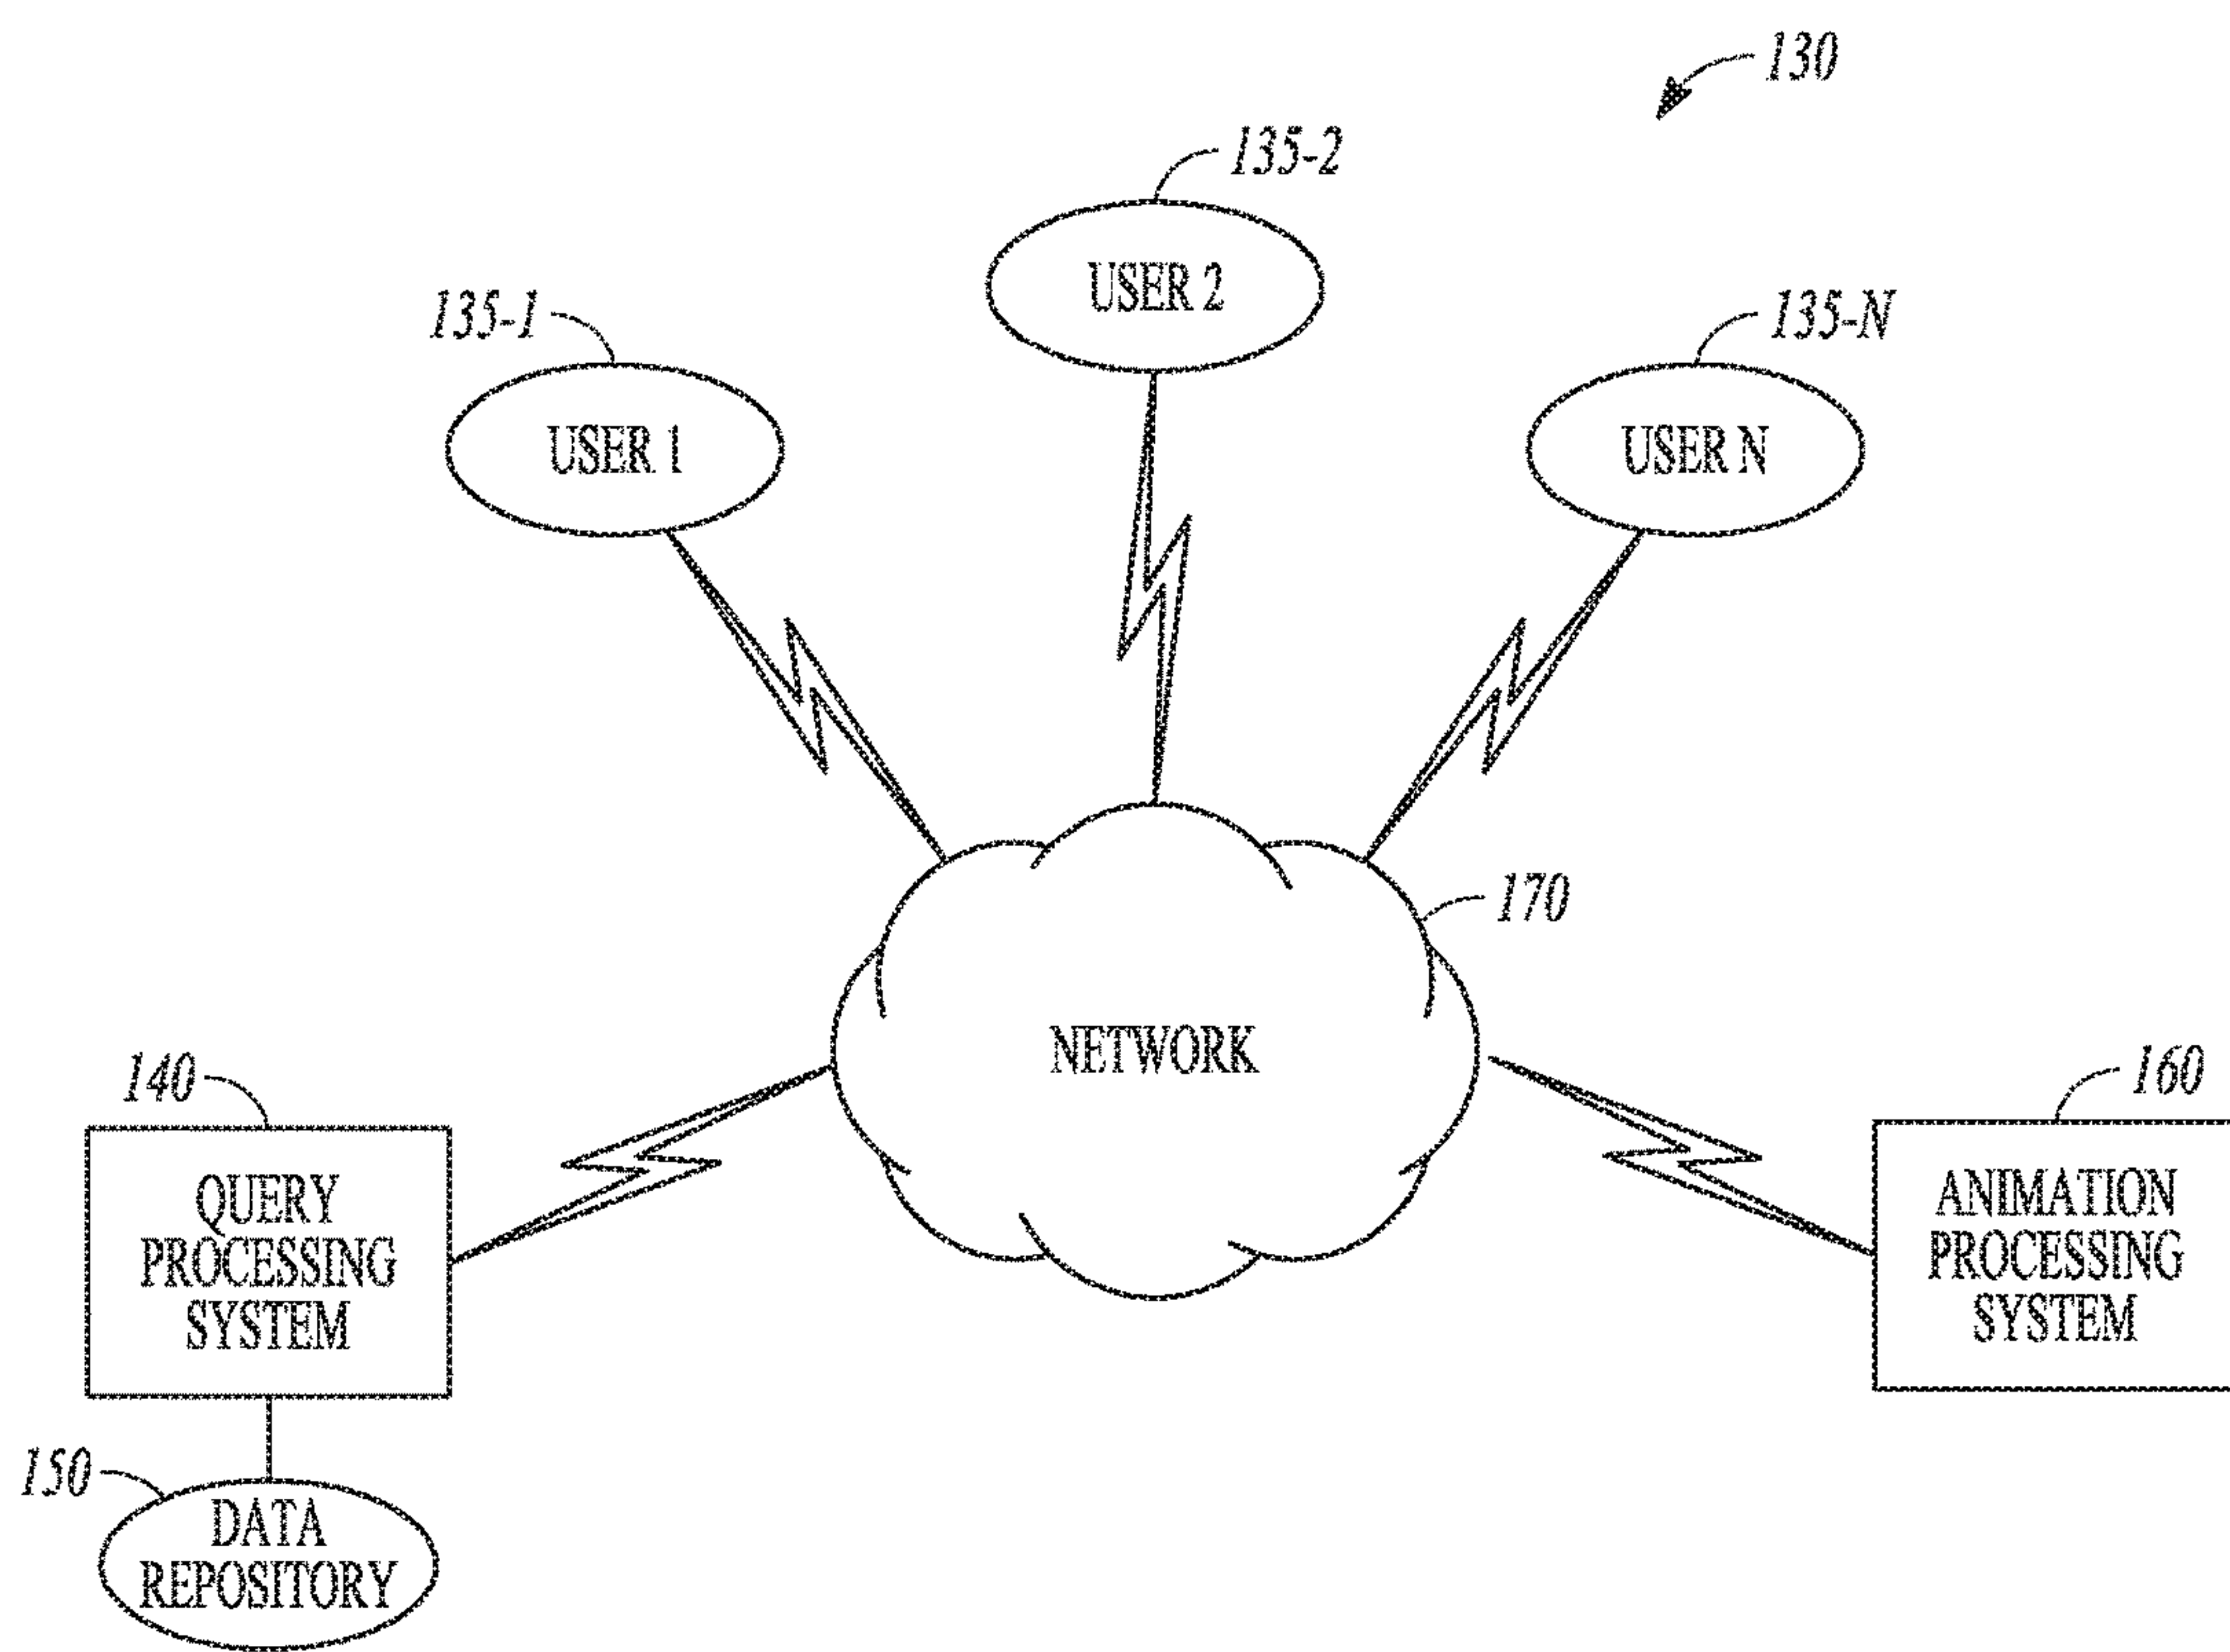 130
135-2
USER 2
135-1
USER 1
135-N
USER N
170
NETWORK
140
QUERY
PROCESSING
SYSTEM
160
ANIMATION
PROCESSING
SYSTEM
150
DATA
REPOSITORY